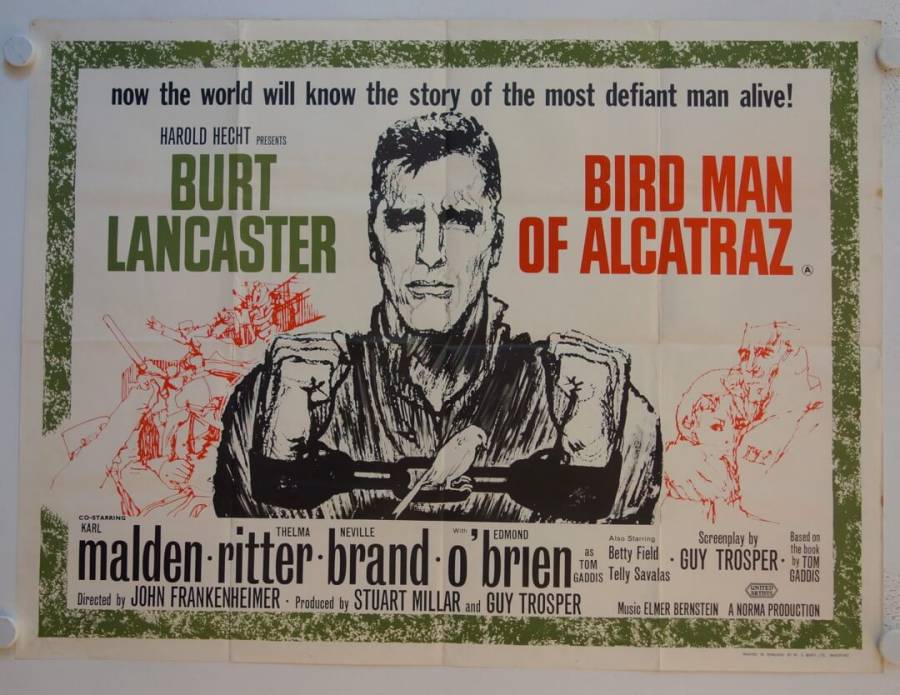 now the world will know the story of the most defiant man alive!
HAROLD HECHT PRESENTS
BURT
LANCASTER
BIRD MAN
OF ALCATRAZ A
CO-STARRING
KARL
malden · THELMA ritter · NEVILLE brand · With EDMOND o'brien
as
TOM
GADDIS
Also Starring
Betty Field
Telly Savalas
Screenplay by
· GUY TROSPER ·
Based on
the book
by TOM
GADDIS
Directed by JOHN FRANKENHEIMER · Produced by STUART MILLAR and GUY TROSPER
Music ELMER BERNSTEIN
A NORMA PRODUCTION
UNITED
ARTISTS